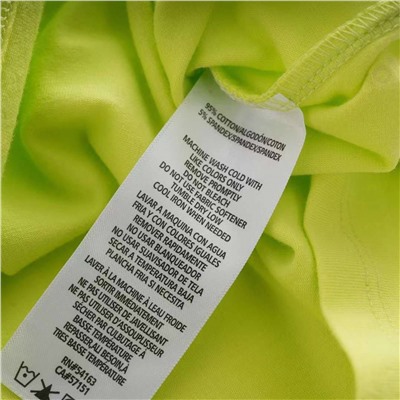 95% COTTON/ALGODÓN/COTON
5% SPANDEX/SPANDEX/SPANDEX
MACHINE WASH COLD WITH
LIKE COLORS ONLY
REMOVE PROMPTLY
DO NOT BLEACH
DO NOT USE FABRIC SOFTENER
TUMBLE DRY LOW
COOL IRON WHEN NEEDED
LAVAR A MAQUINA CON AGUA
FRIA Y CON COLORES IGUALES
REMOVER RAPIDAMENTE
NO USAR BLANQUEADOR
NO USAR SUAVISADOR DE TELA
SECAR A TEMPERATURA BAJA
PLANCHA FRIA SI NECESITA
LAVER À LA MACHINE À L'EAU FROIDE
SORTIR IMMÉDIATEMENT
NE PAS UTILISER DE JAVELLISANT
NE PAS UTILISER D'ASSOUPLISSEUR
SÉCHER PAR CULBUTAGE À
BASSE TEMPÉRATURE
REPASSER AU BESOIN À
TRÈS BASSE TEMPÉRATURE
RN#54163
CA#57151